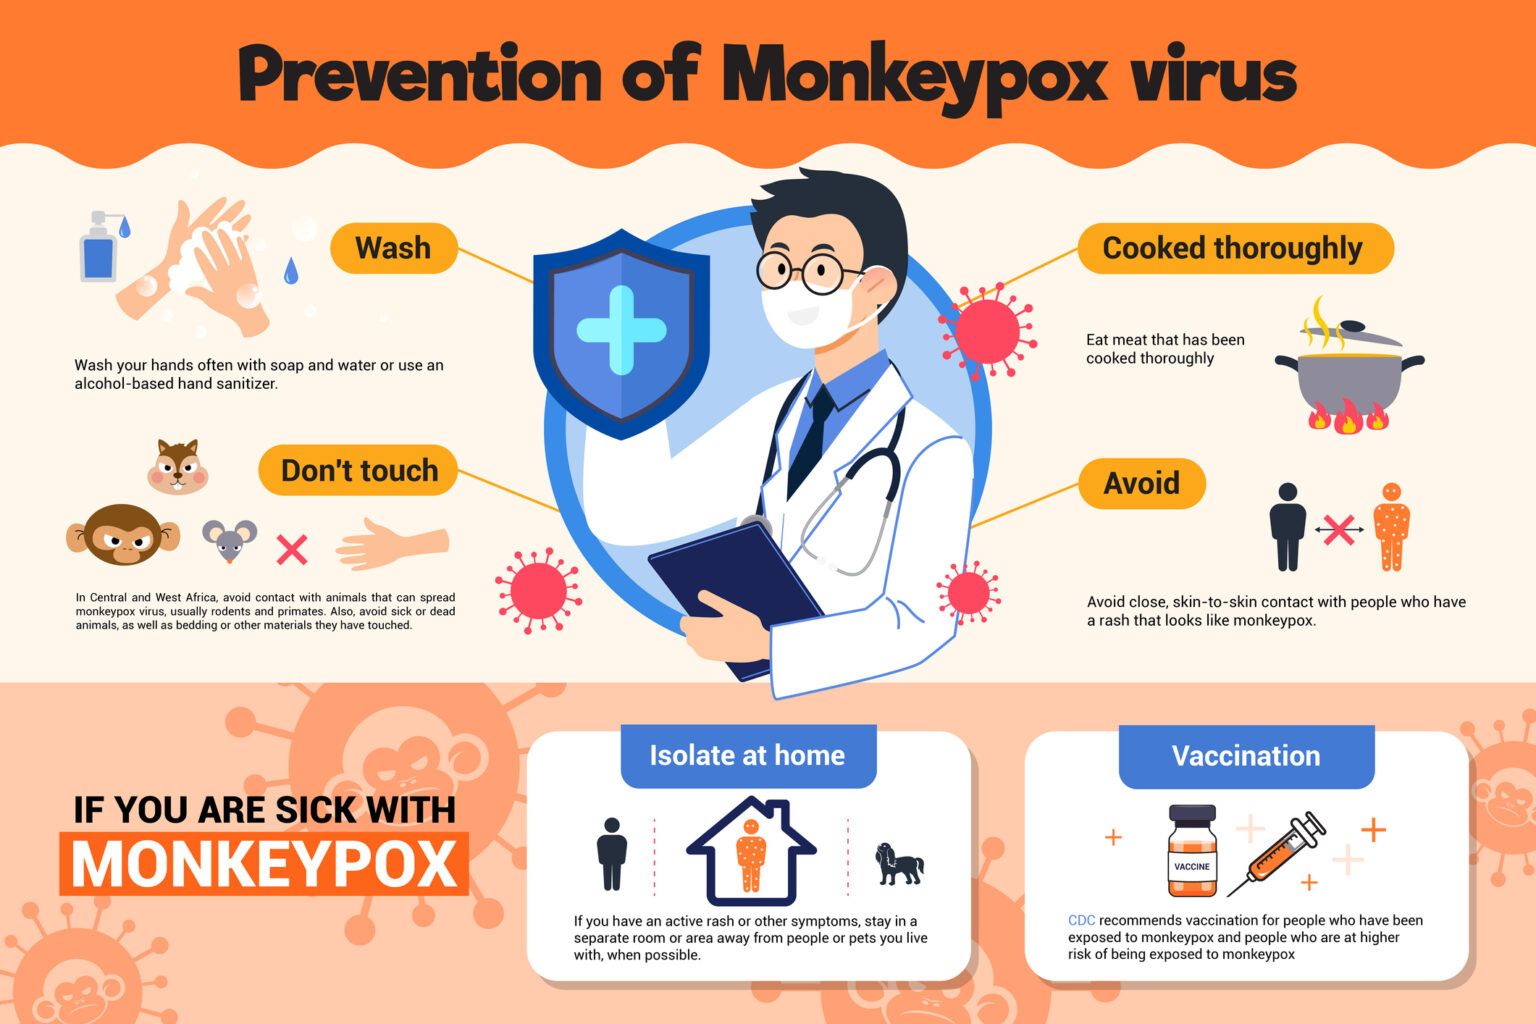 Prevention of Monkeypox virus
Wash
Wash your hands often with soap and water or use an
alcohol-based hand sanitizer.
Don't touch
In Central and West Africa, avoid contact with animals that can spread
monkeypox virus, usually rodents and primates. Also, avoid sick or dead
animals, as well as bedding or other materials they have touched.
Cooked thoroughly
Eat meat that has been
cooked thoroughly
Avoid
Avoid close, skin-to-skin contact with people who have
a rash that looks like monkeypox.
IF YOU ARE SICK WITH
MONKEYPOX
Isolate at home
If you have an active rash or other symptoms, stay in a
separate room or area away from people or pets you live
with, when possible.
Vaccination
VACCINE
CDC recommends vaccination for people who have been
exposed to monkeypox and people who are at higher
risk of being exposed to monkeypox